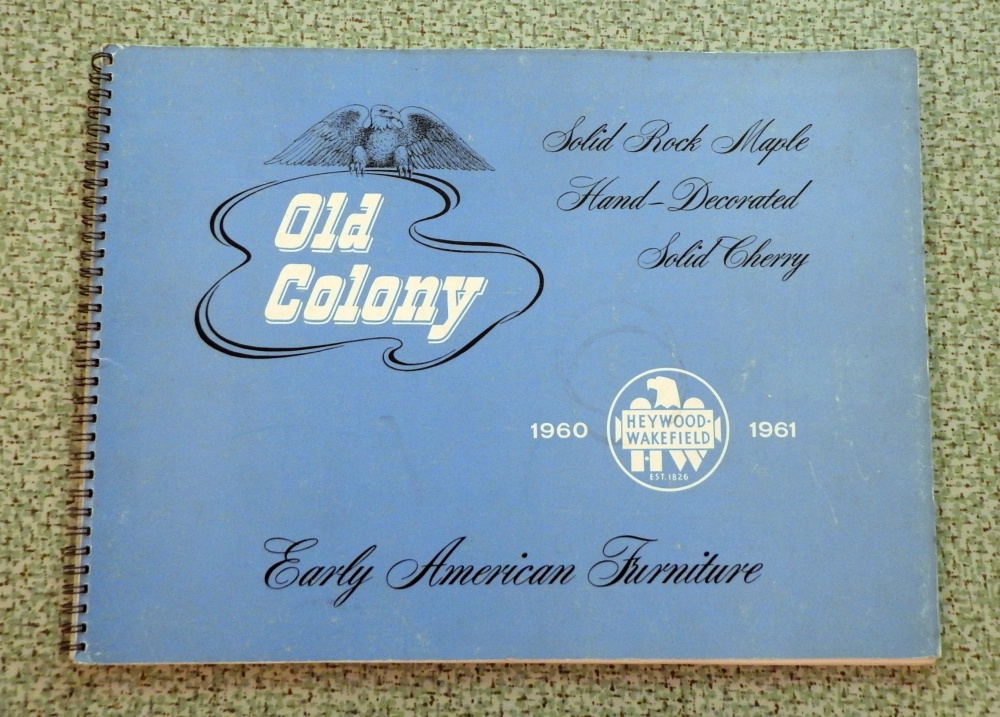 Old
Colony
Solid Rock Maple
Hand-Decorated
Solid Cherry
1960
HEYWOOD-
WAKEFIELD
HW
EST. 1826
1961
Early American Furniture